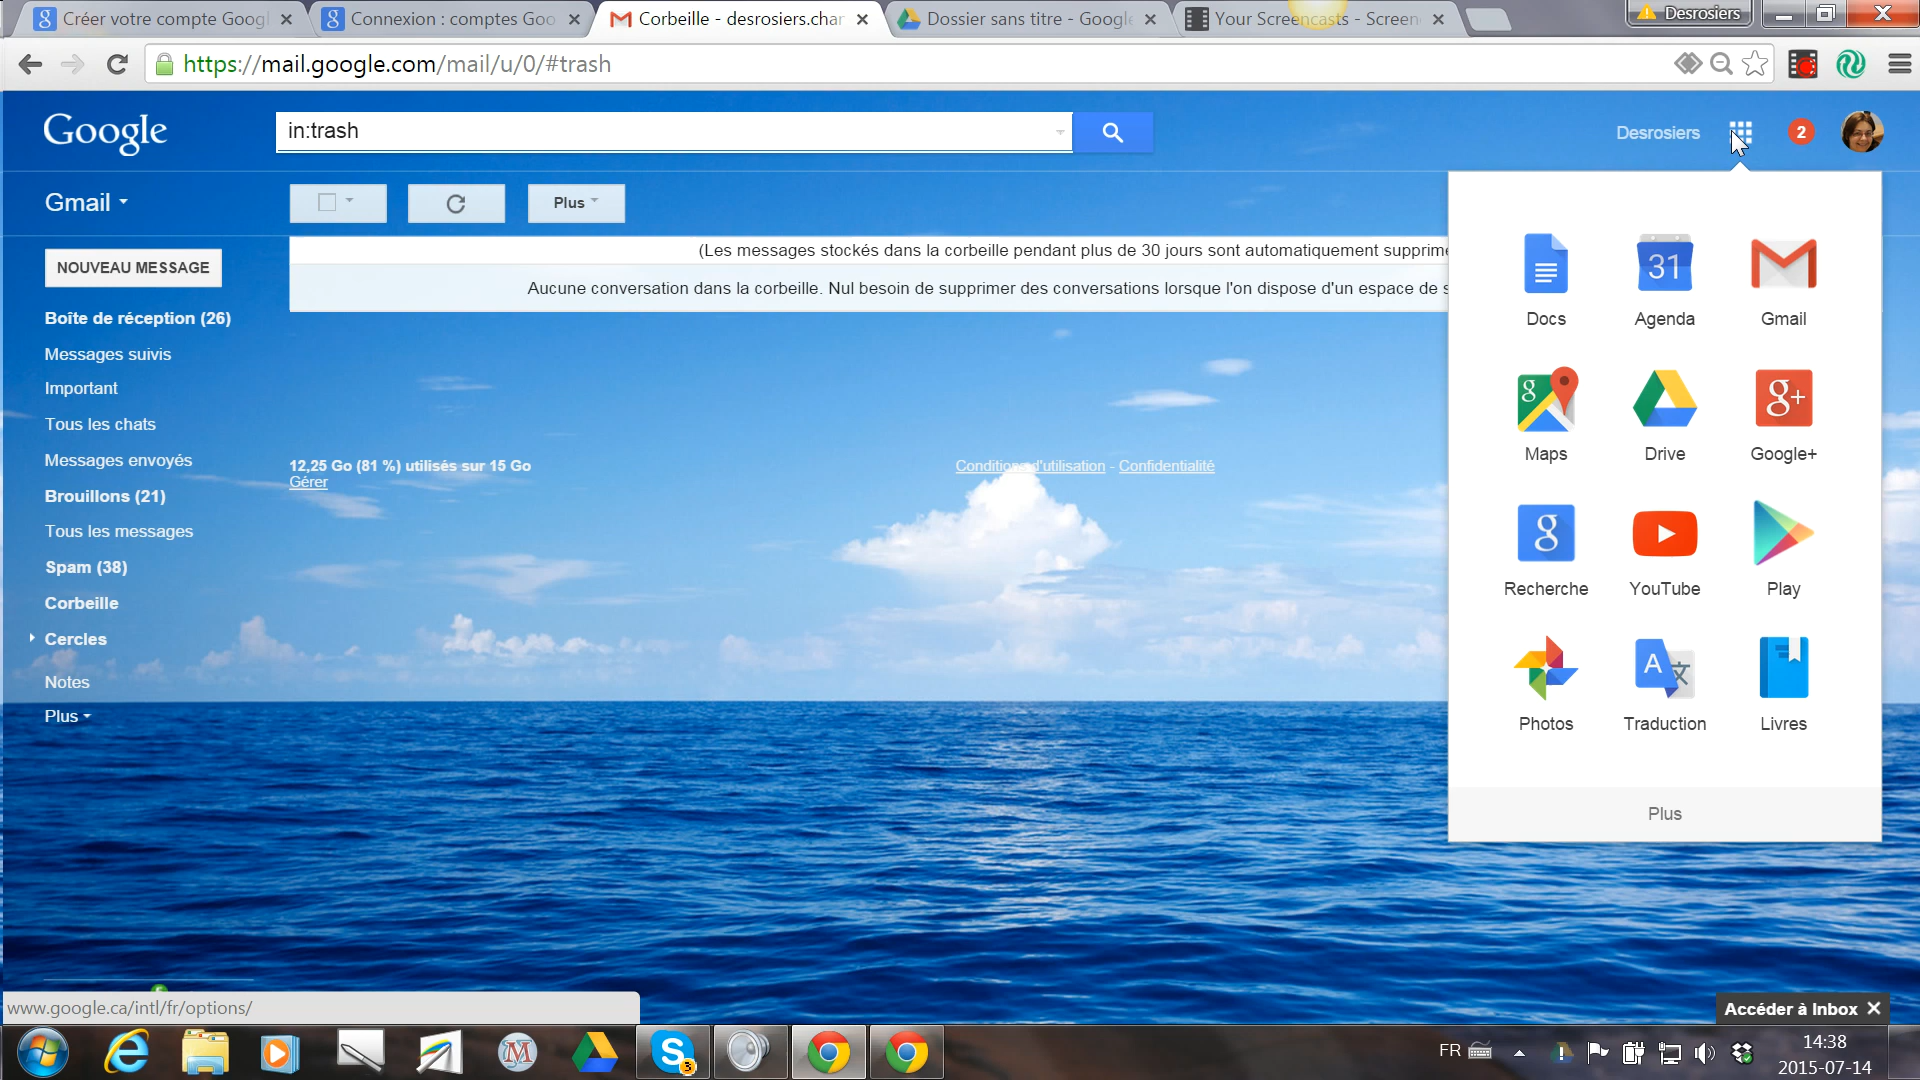 Créer votre compte Googl
Connexion : comptes Goo
Corbeille - desrosiers.char
Dossier sans titre - Google
Your Screencasts - Screen
Desrosiers
https://mail.google.com/mail/u/0/#trash
Google
in:trash
Desrosiers
2
Gmail
Plus
NOUVEAU MESSAGE
(Les messages stockés dans la corbeille pendant plus de 30 jours sont automatiquement supprimé
Aucune conversation dans la corbeille. Nul besoin de supprimer des conversations lorsque l'on dispose d'un espace de s
Boîte de réception (26)
Messages suivis
Important
Tous les chats
Messages envoyés
Brouillons (21)
Tous les messages
Spam (38)
Corbeille
Cercles
Notes
Plus
12,25 Go (81 %) utilisés sur 15 Go
Gérer
Conditions d'utilisation - Confidentialité
31
Docs
Agenda
Gmail
Maps
Drive
Google+
Recherche
YouTube
Play
Photos
Traduction
Livres
Plus
www.google.ca/intl/fr/options/
Accéder à Inbox
FR
14:38
2015-07-14